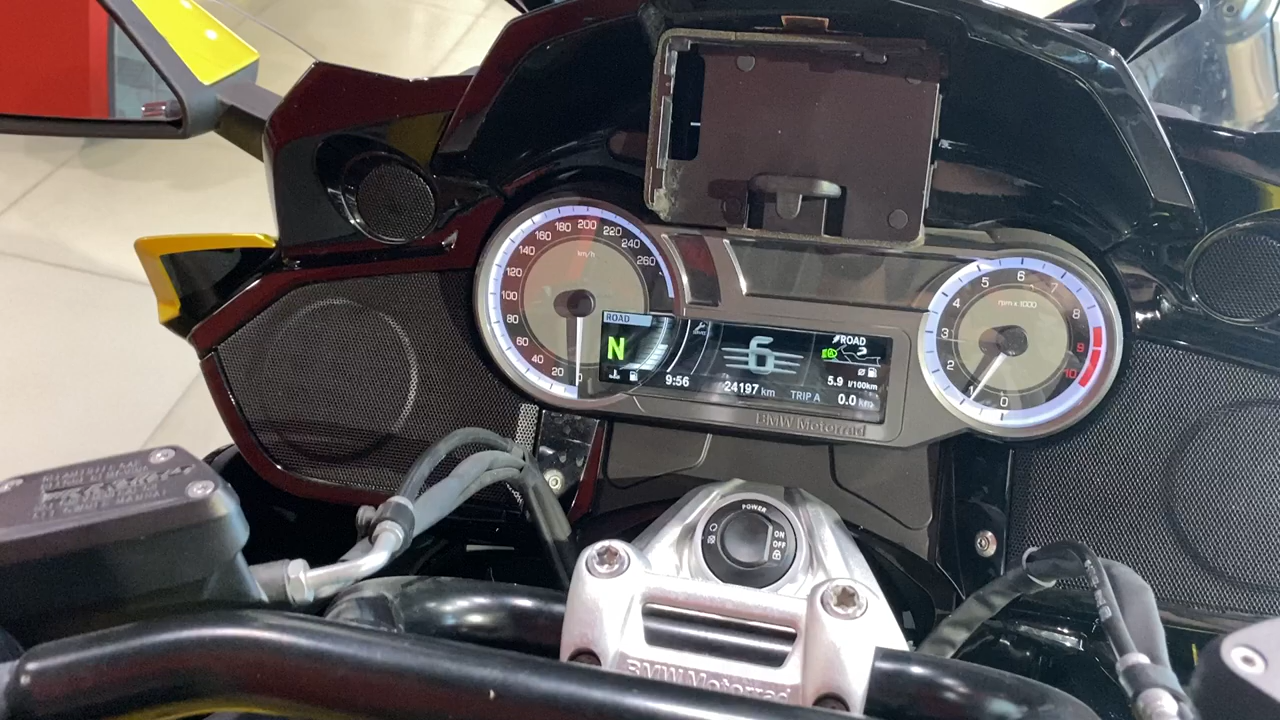 20
40
60
80
100
120
140
160
180
200
220
240
260
km/h
ROAD
N
9:56
6
24197 km
ROAD
5.9 l/100km
TRIP A 0.0 km
BMW Motorrad
0
1
2
3
4
5
6
7
8
9
10
rpm x 1000
POWER
ON
OFF
BMW Motorrad